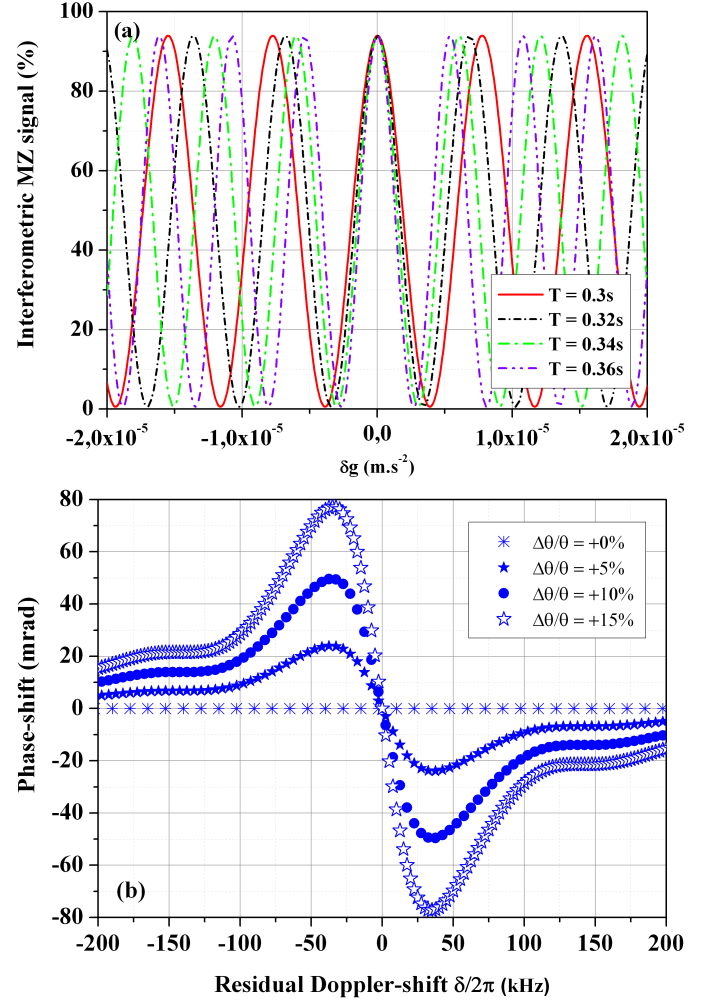 (a)
Interferometric MZ signal (%)
100
80
60
40
20
0
T = 0.3s
T = 0.32s
T = 0.34s
T = 0.36s
-2,0x10⁻⁵ -1,0x10⁻⁵ 0,0 1,0x10⁻⁵ 2,0x10⁻⁵
δg (m.s⁻²)
Phase-shift (mrad)
80
60
40
20
0
-20
-40
-60
-80
Δθ/θ = +0%
Δθ/θ = +5%
Δθ/θ = +10%
Δθ/θ = +15%
(b)
-200 -150 -100 -50 0 50 100 150 200
Residual Doppler-shift δ/2π (kHz)